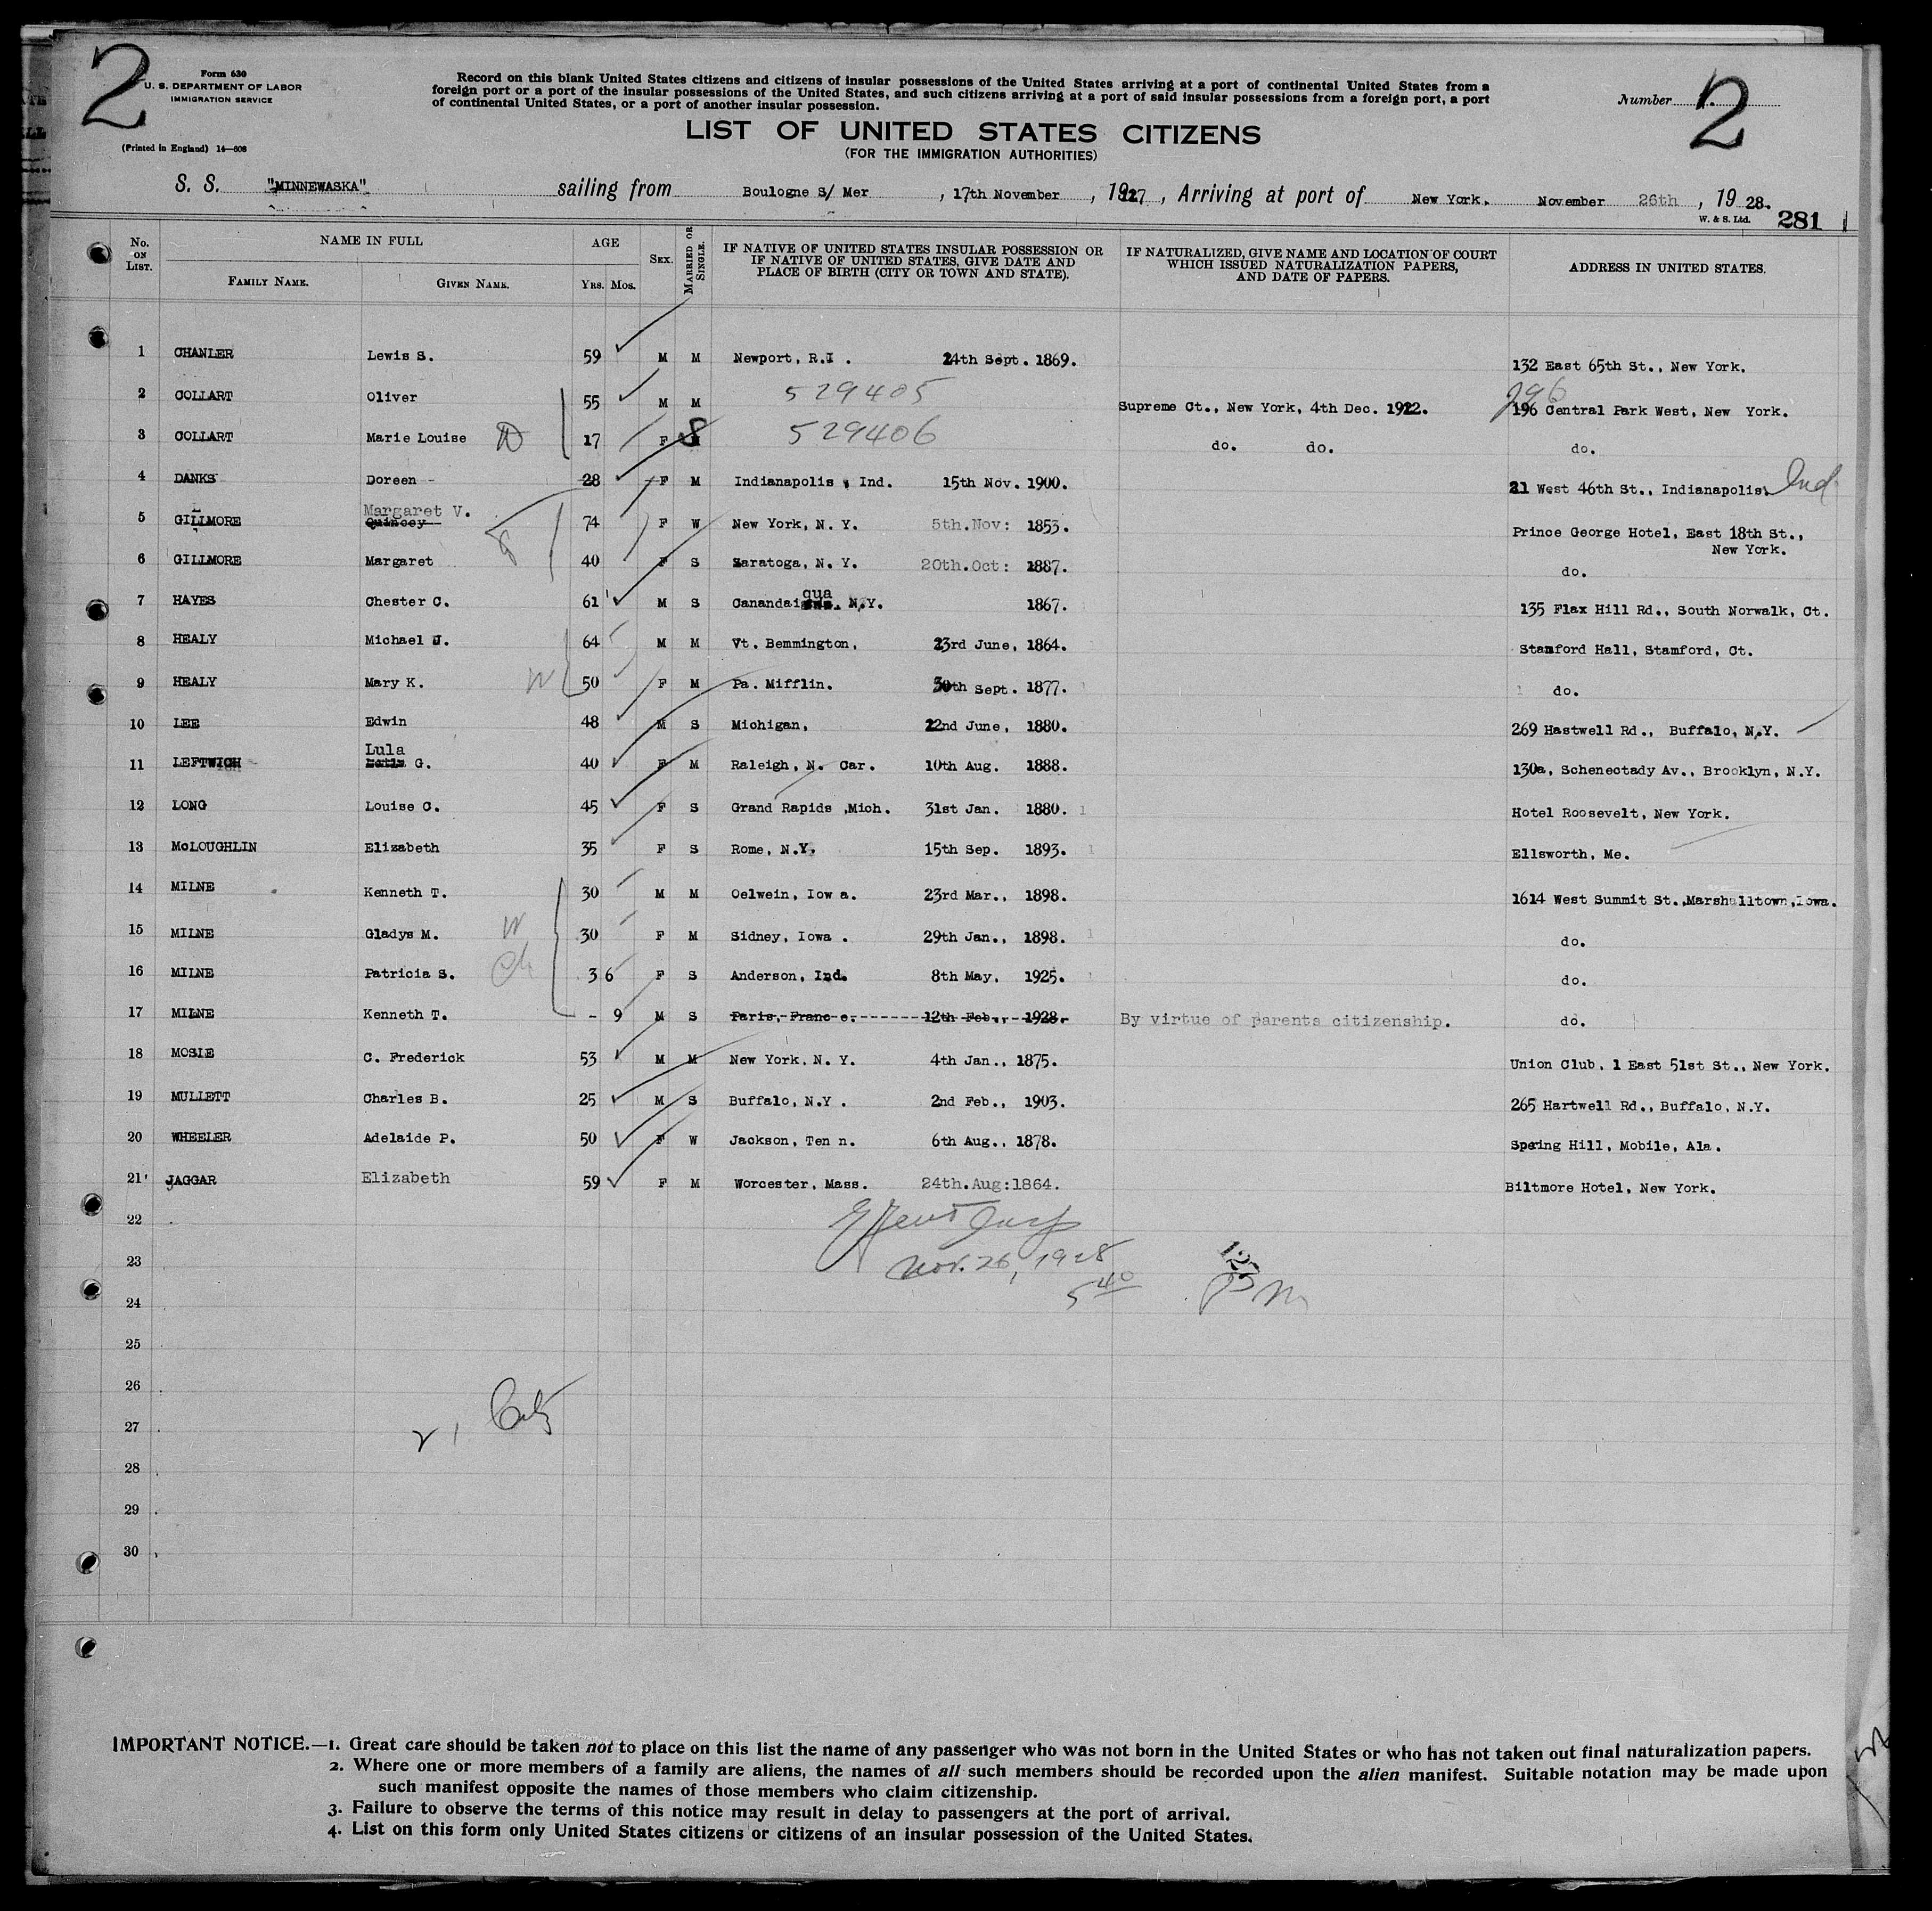 2
Form 630
U. S. DEPARTMENT OF LABOR
IMMIGRATION SERVICE
(Printed in England) 14—608
Record on this blank United States citizens and citizens of insular possessions of the United States arriving at a port of continental United States from a
foreign port or a port of the insular possessions of the United States, and such citizens arriving at a port of said insular possessions from a foreign port, a port
of continental United States, or a port of another insular possession.
Number 2
LIST OF UNITED STATES CITIZENS
(FOR THE IMMIGRATION AUTHORITIES)
S. S. "MINNEWASKA" sailing from Boulogne S/ Mer, 17th November, 1927, Arriving at port of New York. November 26th, 1928.
W. & S. Ltd. 281
No. ON LIST. NAME IN FULL FAMILY NAME. GIVEN NAME. AGE YRS. MOS. SEX. MARRIED OR SINGLE. IF NATIVE OF UNITED STATES INSULAR POSSESSION OR IF NATIVE OF UNITED STATES, GIVE DATE AND PLACE OF BIRTH (CITY OR TOWN AND STATE). IF NATURALIZED, GIVE NAME AND LOCATION OF COURT WHICH ISSUED NATURALIZATION PAPERS, AND DATE OF PAPERS. ADDRESS IN UNITED STATES.
1 CHANLER Lewis S. 59 M M Newport, R.I . 24th Sept. 1869. 132 East 65th St., New York.
2 COLLART Oliver 55 M M 529405 Supreme Ct., New York, 4th Dec. 1922. 296 196 Central Park West, New York.
3 COLLART Marie Louise D 17 F S 529406 do. do. do.
4 DANKS Doreen - 28 F M Indianapolis , Ind. 15th Nov. 1900. 21 West 46th St., Indianapolis Ind
5 GILLMORE Margaret V. Quincey 74 F W New York, N. Y. 5th.Nov: 1853. Prince George Hotel, East 18th St.,
New York.
6 GILLMORE Margaret 40 F S Saratoga, N. Y. 20th.Oct: 1887. do.
7 HAYES Chester C. 61 M S Canandaigua N.Y. 1867. 135 Flax Hill Rd., South Norwalk, Ct.
8 HEALY Michael J. 64 M M Vt. Bemmington, 23rd June, 1864. Stamford Hall, Stamford, Ct.
9 HEALY Mary K. W 50 F M Pa. Mifflin. 30th Sept. 1877. do.
10 LEE Edwin 48 M S Michigan, 22nd June, 1880. 269 Hastwell Rd., Buffalo, N.Y.
11 LEFTWICH Lula G. 40 F M Raleigh, N. Car. 10th Aug. 1888. 130a, Schenectady Av., Brooklyn, N.Y.
12 LONG Louise C. 45 F S Grand Rapids ,Mich. 31st Jan. 1880. Hotel Roosevelt, New York.
13 McLOUGHLIN Elizabeth 35 F S Rome, N.Y. 15th Sep. 1893. Ellsworth, Me.
14 MILNE Kenneth T. 30 M M Oelwein, Iow a. 23rd Mar., 1898. 1614 West Summit St.,Marshalltown,Iowa.
15 MILNE Gladys M. W 30 F M Sidney, Iowa . 29th Jan., 1898. do.
16 MILNE Patricia S. Ch 3 6 F S Anderson, Ind. 8th May, 1925. do.
17 MILNE Kenneth T. - 9 M S Paris, Franc e. 12th Feb., 1928. By virtue of parents citizenship. do.
18 MOSLE C. Frederick 53 M M New York, N. Y. 4th Jan., 1875. Union Club, 1 East 51st St., New York.
19 MULLETT Charles B. 25 M S Buffalo, N.Y . 2nd Feb., 1903. 265 Hartwell Rd., Buffalo, N.Y.
20 WHEELER Adelaide P. 50 F W Jackson, Ten n. 6th Aug., 1878. Spring Hill, Mobile, Ala.
21 JAGGAR Elizabeth 59 F M Worcester, Mass. 24th.Aug:1864. Biltmore Hotel, New York.
22
23 Nov. 26, 1928 125
24 5 40 PM
25
26
27
28
29
30
IMPORTANT NOTICE.—1. Great care should be taken not to place on this list the name of any passenger who was not born in the United States or who has not taken out final naturalization papers.
2. Where one or more members of a family are aliens, the names of all such members should be recorded upon the alien manifest. Suitable notation may be made upon
such manifest opposite the names of those members who claim citizenship.
3. Failure to observe the terms of this notice may result in delay to passengers at the port of arrival.
4. List on this form only United States citizens or citizens of an insular possession of the United States.